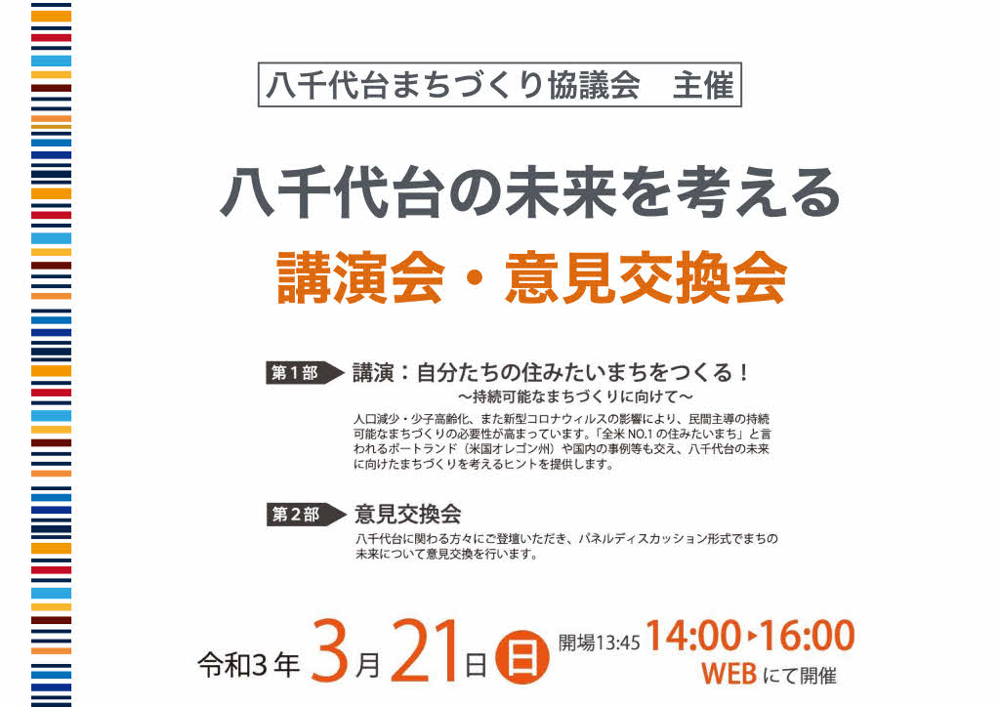 八千代台まちづくり協議会　主催
八千代台の未来を考える
講演会・意見交換会
第1部 講演：自分たちの住みたいまちをつくる！
～持続可能なまちづくりに向けて～
人口減少・少子高齢化、また新型コロナウィルスの影響により、民間主導の持続
可能なまちづくりの必要性が高まっています。「全米 NO.1 の住みたいまち」と言
われるポートランド（米国オレゴン州）や国内の事例等も交え、八千代台の未来
に向けたまちづくりを考えるヒントを提供します。
第2部 意見交換会
八千代台に関わる方々にご登壇いただき、パネルディスカッション形式でまちの
未来について意見交換を行います。
令和3年 3月21日 日 開場13:45 14:00 ▶ 16:00
WEB にて開催